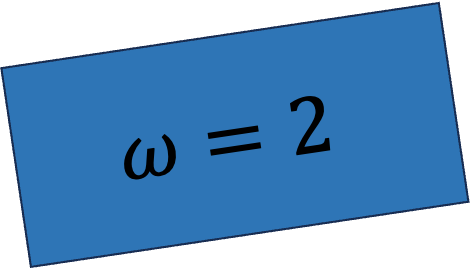 ω = 2